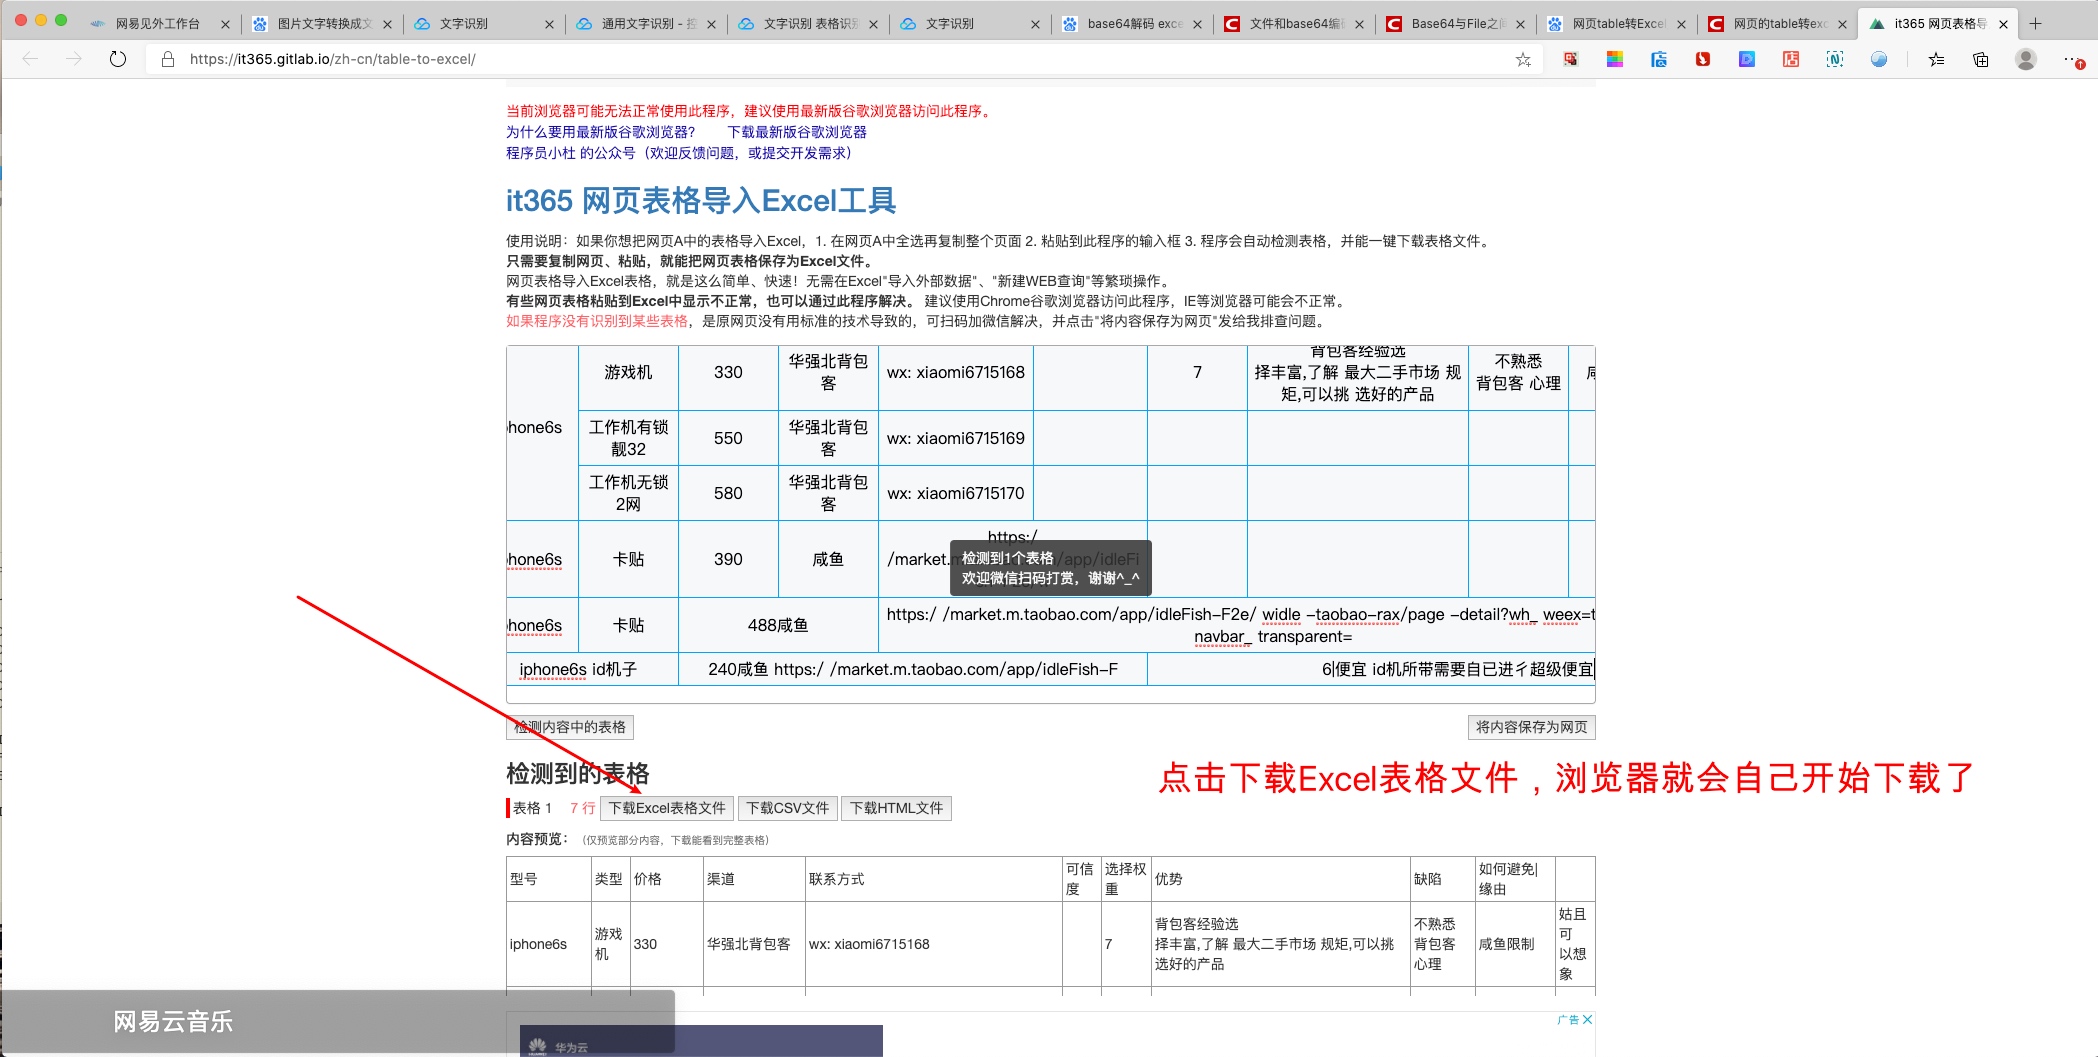 网易见外工作台
图片文字转换成文
文字识别
通用文字识别 - 控
文字识别 表格识别
文字识别
base64解码 exce
文件和base64编码
Base64与File之间
网页table转Excel
网页的table转exc
it365 网页表格导
https://it365.gitlab.io/zh-cn/table-to-excel/
当前浏览器可能无法正常使用此程序，建议使用最新版谷歌浏览器访问此程序。
为什么要用最新版谷歌浏览器? 下载最新版谷歌浏览器
程序员小杜 的公众号（欢迎反馈问题，或提交开发需求）
it365 网页表格导入Excel工具
使用说明：如果你想把网页A中的表格导入Excel，1. 在网页A中全选再复制整个页面 2. 粘贴到此程序的输入框 3. 程序会自动检测表格，并能一键下载表格文件。
只需要复制网页、粘贴，就能把网页表格保存为Excel文件。
网页表格导入Excel表格，就是这么简单、快速！无需在Excel"导入外部数据"、"新建WEB查询"等繁琐操作。
有些网页表格粘贴到Excel中显示不正常，也可以通过此程序解决。 建议使用Chrome谷歌浏览器访问此程序，IE等浏览器可能会不正常。
如果程序没有识别到某些表格，是原网页没有用标准的技术导致的，可扫码加微信解决，并点击"将内容保存为网页"发给我排查问题。
hone6s
游戏机
330
华强北背包
客
wx: xiaomi6715168
7
背包客经验选
择丰富,了解 最大二手市场 规
矩,可以挑 选好的产品
不熟悉
背包客 心理
工作机有锁
靓32
550
华强北背包
客
wx: xiaomi6715169
工作机无锁
2网
580
华强北背包
客
wx: xiaomi6715170
hone6s
卡贴
390
咸鱼
https:/
/market.m
/app/idleFi
检测到1个表格
欢迎微信扫码打赏，谢谢^_^
hone6s
卡贴
488咸鱼
https:/ /market.m.taobao.com/app/idleFish-F2e/ widle -taobao-rax/page -detail?wh_ weex=t
navbar_ transparent=
iphone6s id机子
240咸鱼 https:/ /market.m.taobao.com/app/idleFish-F
6|便宜 id机所带需要自已进彳超级便宜
检测内容中的表格
将内容保存为网页
检测到的表格
点击下载Excel表格文件，浏览器就会自己开始下载了
表格 1 7 行 下载Excel表格文件 下载CSV文件 下载HTML文件
内容预览： （仅预览部分内容，下载能看到完整表格）
型号
类型
价格
渠道
联系方式
可信
度
选择权
重
优势
缺陷
如何避免|
缘由
iphone6s
游戏
机
330
华强北背包客
wx: xiaomi6715168
7
背包客经验选
择丰富,了解 最大二手市场 规矩,可以挑
选好的产品
不熟悉
背包客
心理
咸鱼限制
姑且
可
以想
象
网易云音乐
广告
华为云